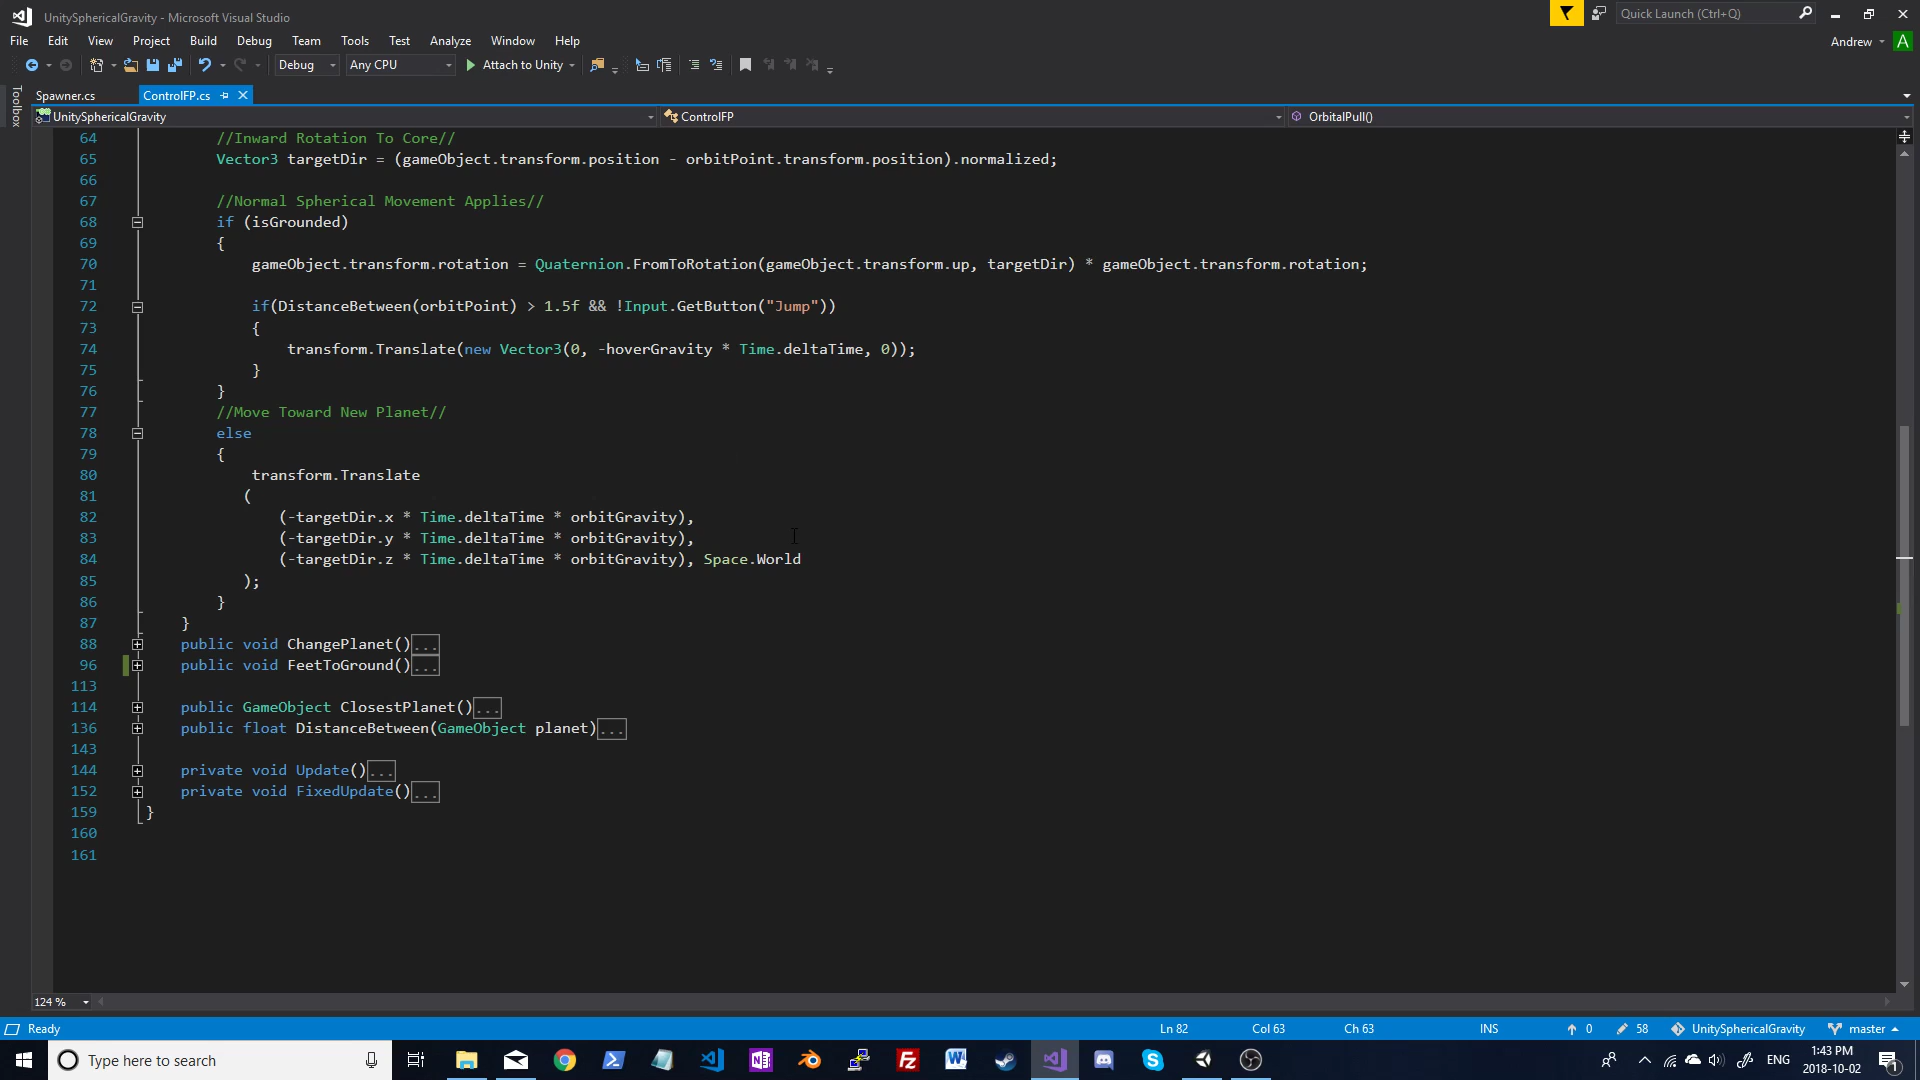 UnitySphericalGravity - Microsoft Visual Studio
Quick Launch (Ctrl+Q)
File Edit View Project Build Debug Team Tools Test Analyze Window Help
Andrew A
Debug Any CPU Attach to Unity
Toolbox
Spawner.cs ControlFP.cs
UnitySphericalGravity ControlFP OrbitalPull()
64 //Inward Rotation To Core//
65 Vector3 targetDir = (gameObject.transform.position - orbitPoint.transform.position).normalized;
66
67 //Normal Spherical Movement Applies//
68 if (isGrounded)
69 {
70 gameObject.transform.rotation = Quaternion.FromToRotation(gameObject.transform.up, targetDir) * gameObject.transform.rotation;
71
72 if(DistanceBetween(orbitPoint) > 1.5f && !Input.GetButton("Jump"))
73 {
74 transform.Translate(new Vector3(0, -hoverGravity * Time.deltaTime, 0));
75 }
76 }
77 //Move Toward New Planet//
78 else
79 {
80 transform.Translate
81 (
82 (-targetDir.x * Time.deltaTime * orbitGravity),
83 (-targetDir.y * Time.deltaTime * orbitGravity),
84 (-targetDir.z * Time.deltaTime * orbitGravity), Space.World
85 );
86 }
87 }
88 public void ChangePlanet()...
96 public void FeetToGround()...
113
114 public GameObject ClosestPlanet()...
136 public float DistanceBetween(GameObject planet)...
143
144 private void Update()...
152 private void FixedUpdate()...
159 }
160
161
124 %
Ready Ln 82 Col 63 Ch 63 INS 0 58 UnitySphericalGravity master
Type here to search ENG 1:43 PM
2018-10-02 1